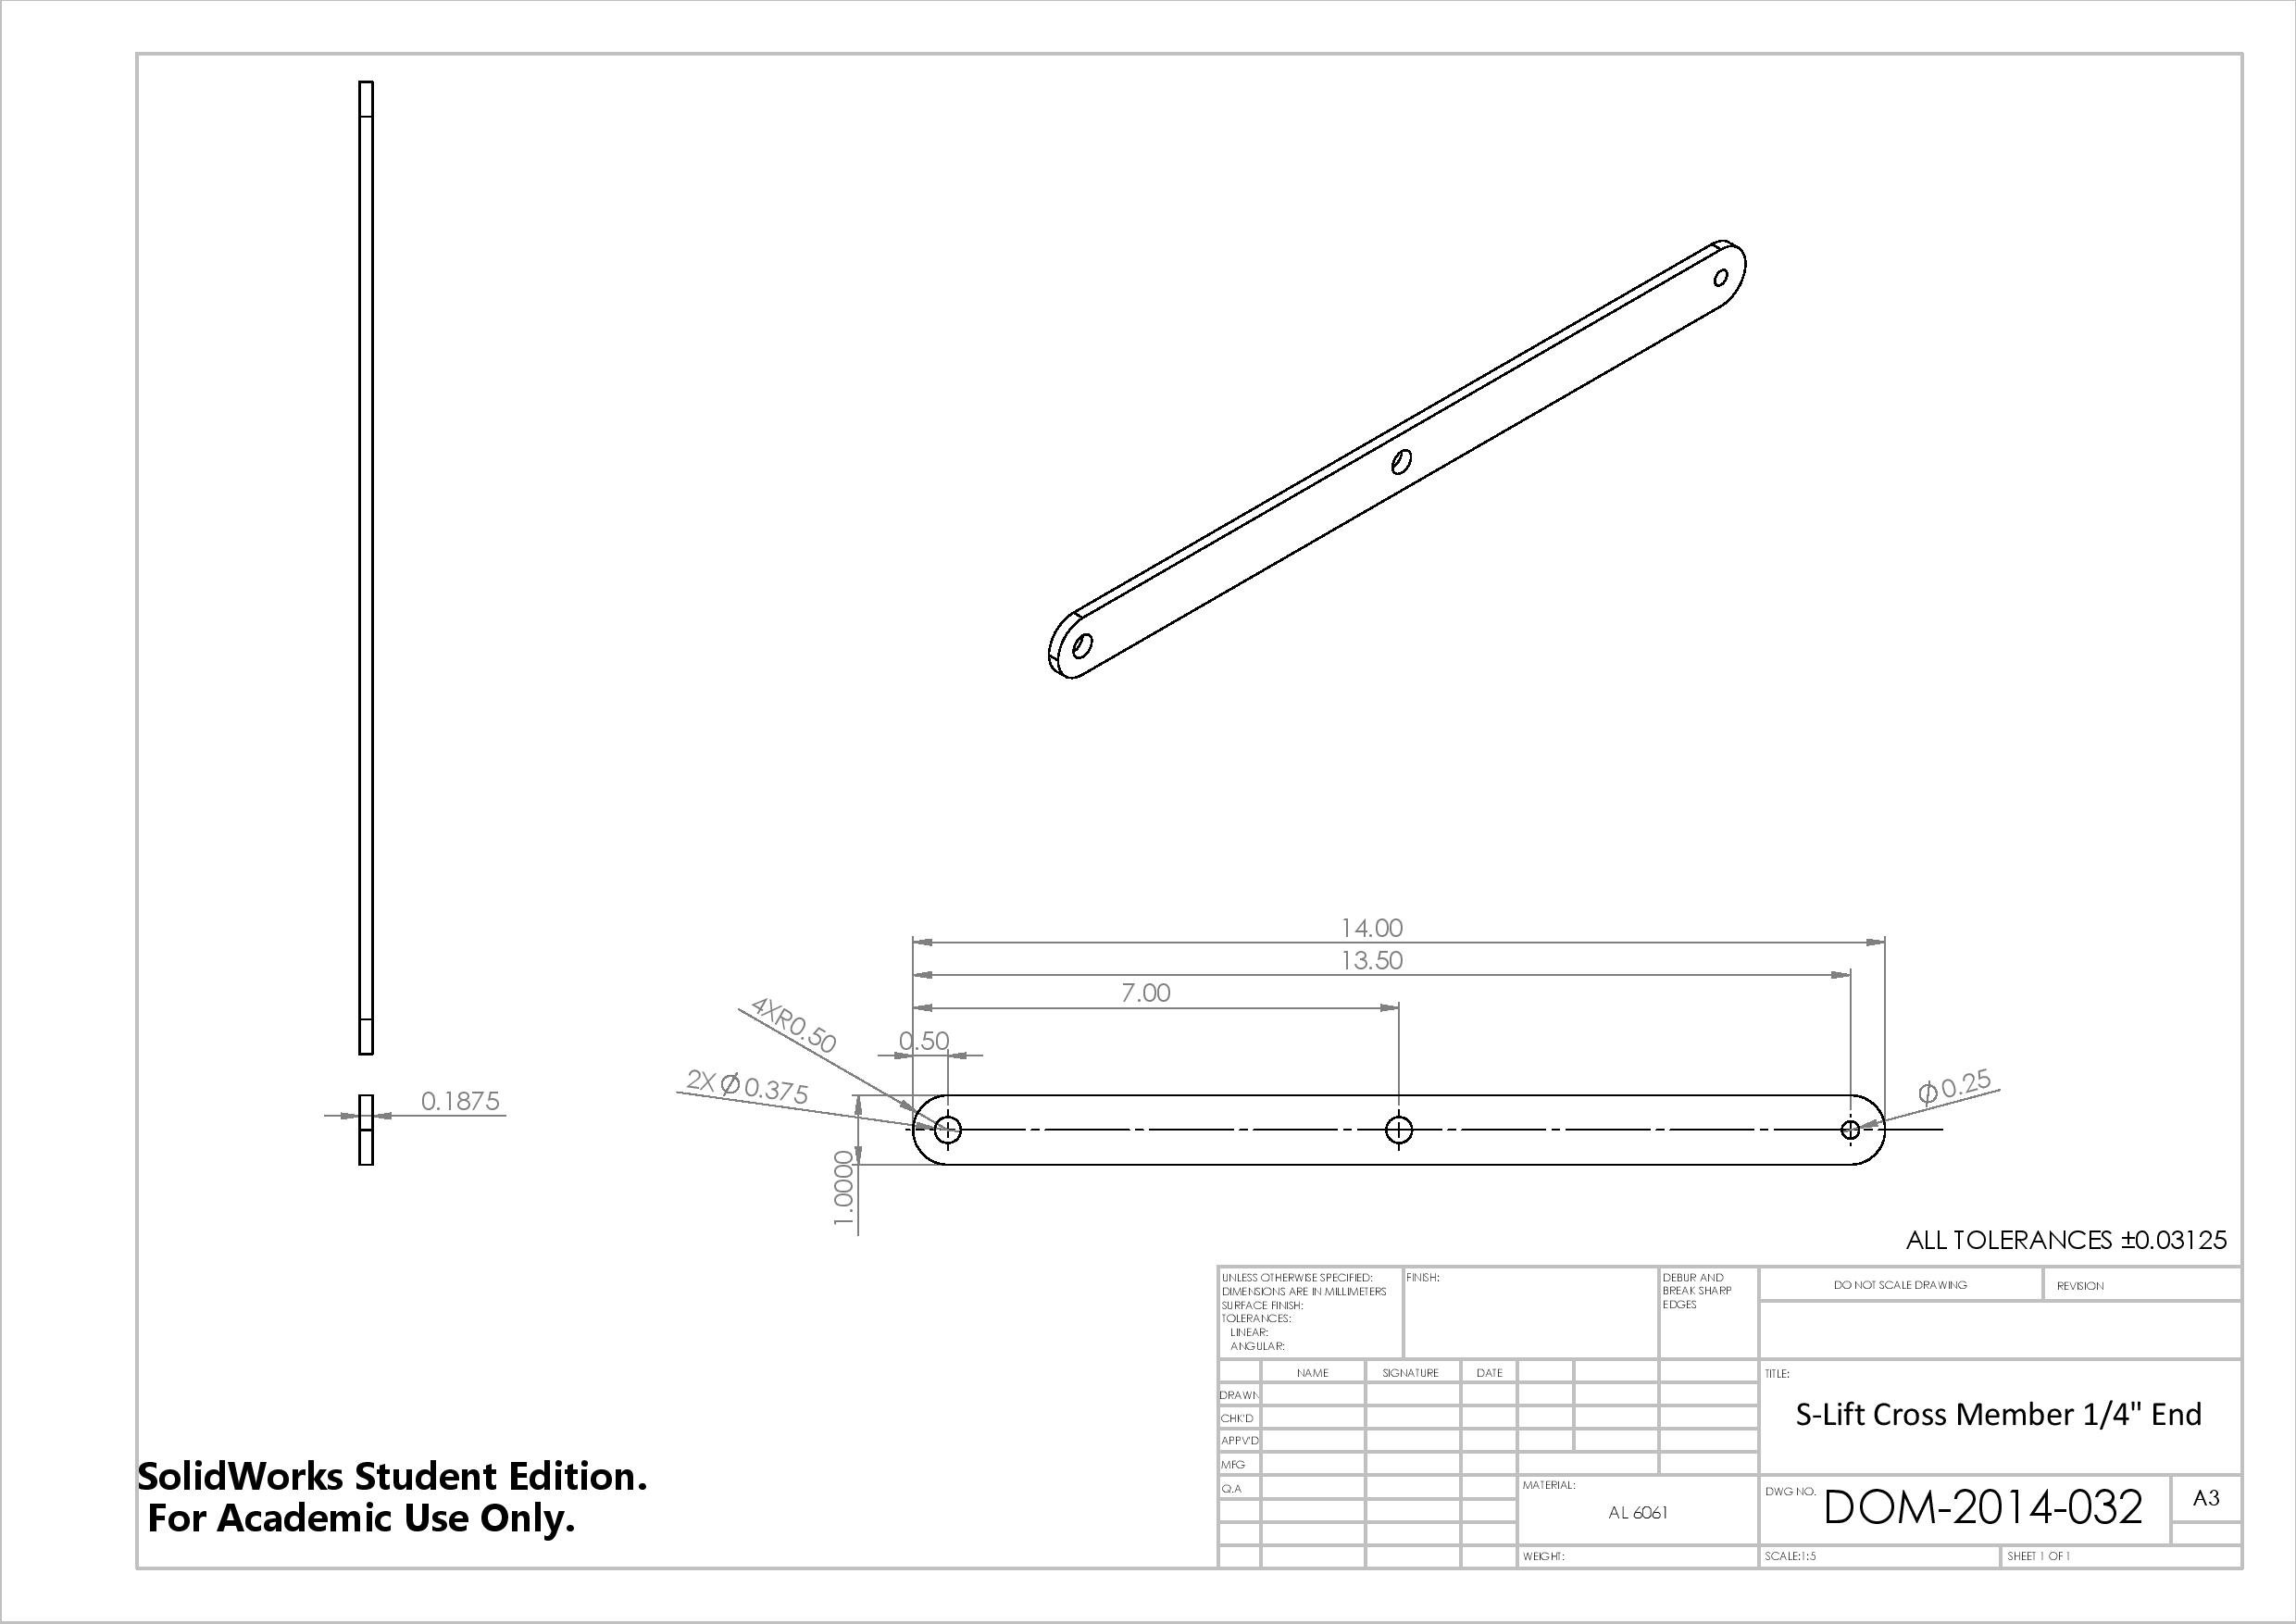 14.00
13.50
7.00
4XR0.50
0.50
2X Ø0.375
Ø0.25
0.1875
1.0000
ALL TOLERANCES ±0.03125
UNLESS OTHERWISE SPECIFIED:
DIMENSIONS ARE IN MILLIMETERS
SURFACE FINISH:
TOLERANCES:
LINEAR:
ANGULAR:
FINISH:
DEBUR AND
BREAK SHARP
EDGES
DO NOT SCALE DRAWING
REVISION
NAME
SIGNATURE
DATE
DRAWN
CHK'D
APPV'D
MFG
Q.A
TITLE:
S-Lift Cross Member 1/4" End
MATERIAL:
AL 6061
DWG NO.
DOM-2014-032
A3
WEIGHT:
SCALE:1:5
SHEET 1 OF 1
SolidWorks Student Edition.
For Academic Use Only.